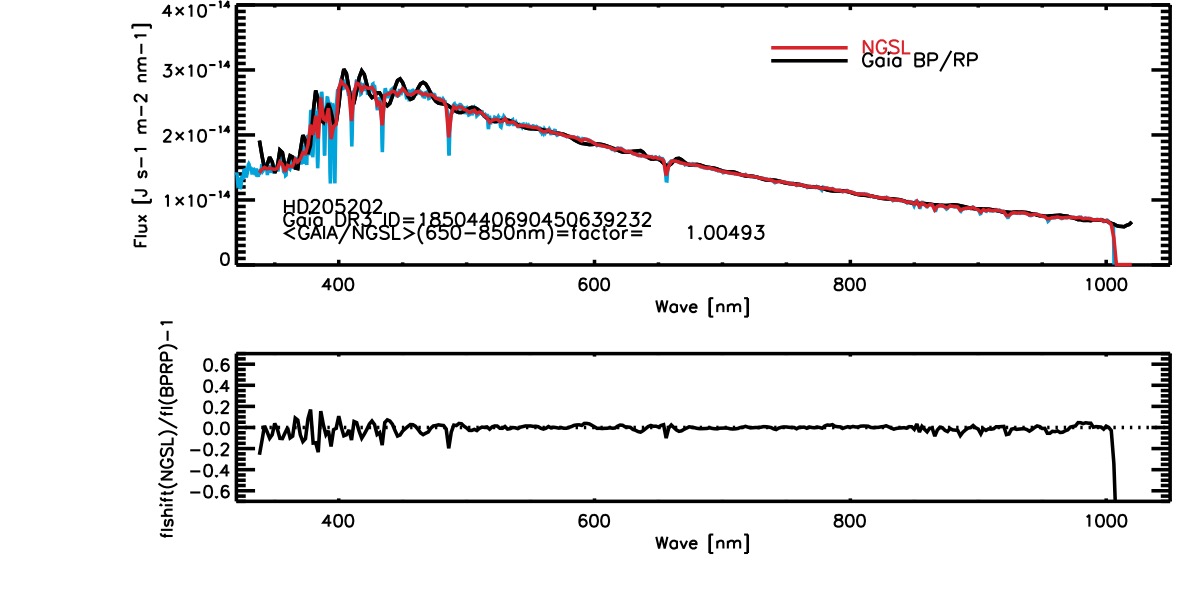 4×10−14
3×10−14
2×10−14
1×10−14
0
Flux [J s−1 m−2 nm−1]
NGSL
Gaia BP/RP
HD205202
Gaia DR3 ID=1850440690450639232
<GAIA/NGSL>(650−850nm)=factor= 1.00493
400 600 800 1000
Wave [nm]
flshift(NGSL)/fl(BPRP)−1
0.6
0.4
0.2
0.0
−0.2
−0.4
−0.6
400 600 800 1000
Wave [nm]